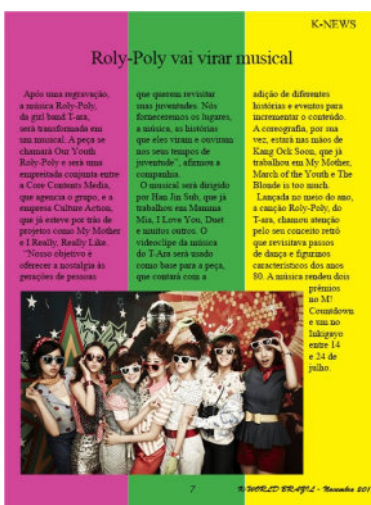 K-NEWS
Roly-Poly vai virar musical
Após uma regravação,
a música Roly-Poly,
da girl band T-ara,
será transformada em
um musical. A peça se
chamará Our Youth
Roly-Poly e será uma
empreitada conjunta entre
a Core Contents Media,
que agencia o grupo, e a
empresa Culture Action,
que já esteve por trás de
projetos como My Mother
e I Really, Really Like.
"Nosso objetivo é
oferecer a nostalgia às
gerações de pessoas
que querem revisitar
suas juventudes. Nós
forneceremos os lugares,
a música, as histórias
que eles viram e ouviram
nos seus tempos de
juventude", afirmou a
companhia.
O musical será dirigido
por Han Jin Sub, que já
trabalhou em Mamma
Mia, I Love You, Duet
e muitos outros. O
videoclipe da música
do T-Ara será usado
como base para a peça,
que contará com a
adição de diferentes
histórias e eventos para
incrementar o conteúdo.
A coreografia, por sua
vez, estará nas mãos de
Kang Ock Soon, que já
trabalhou em My Mother,
March of the Youth e The
Blonde is too much.
Lançada no meio do ano,
a canção Roly-Poly, do
T-ara, chamou atenção
pelo seu conceito retrô
que revisitava passos
de dança e figurinos
característicos dos anos
80. A música rendeu dois
prêmios
no M!
Countdown
e um no
Inkigayo
entre 14
e 24 de
julho.
7
K-WORLD BRAZIL - Novembro 201